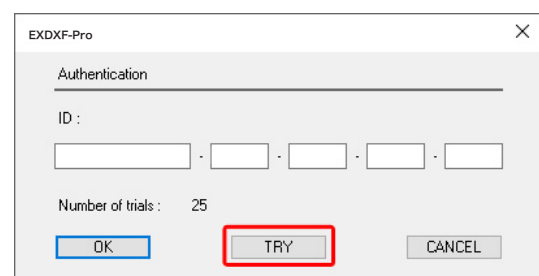 EXDXF-Pro
Authentication
ID :
- - - -
Number of trials : 25
OK TRY CANCEL